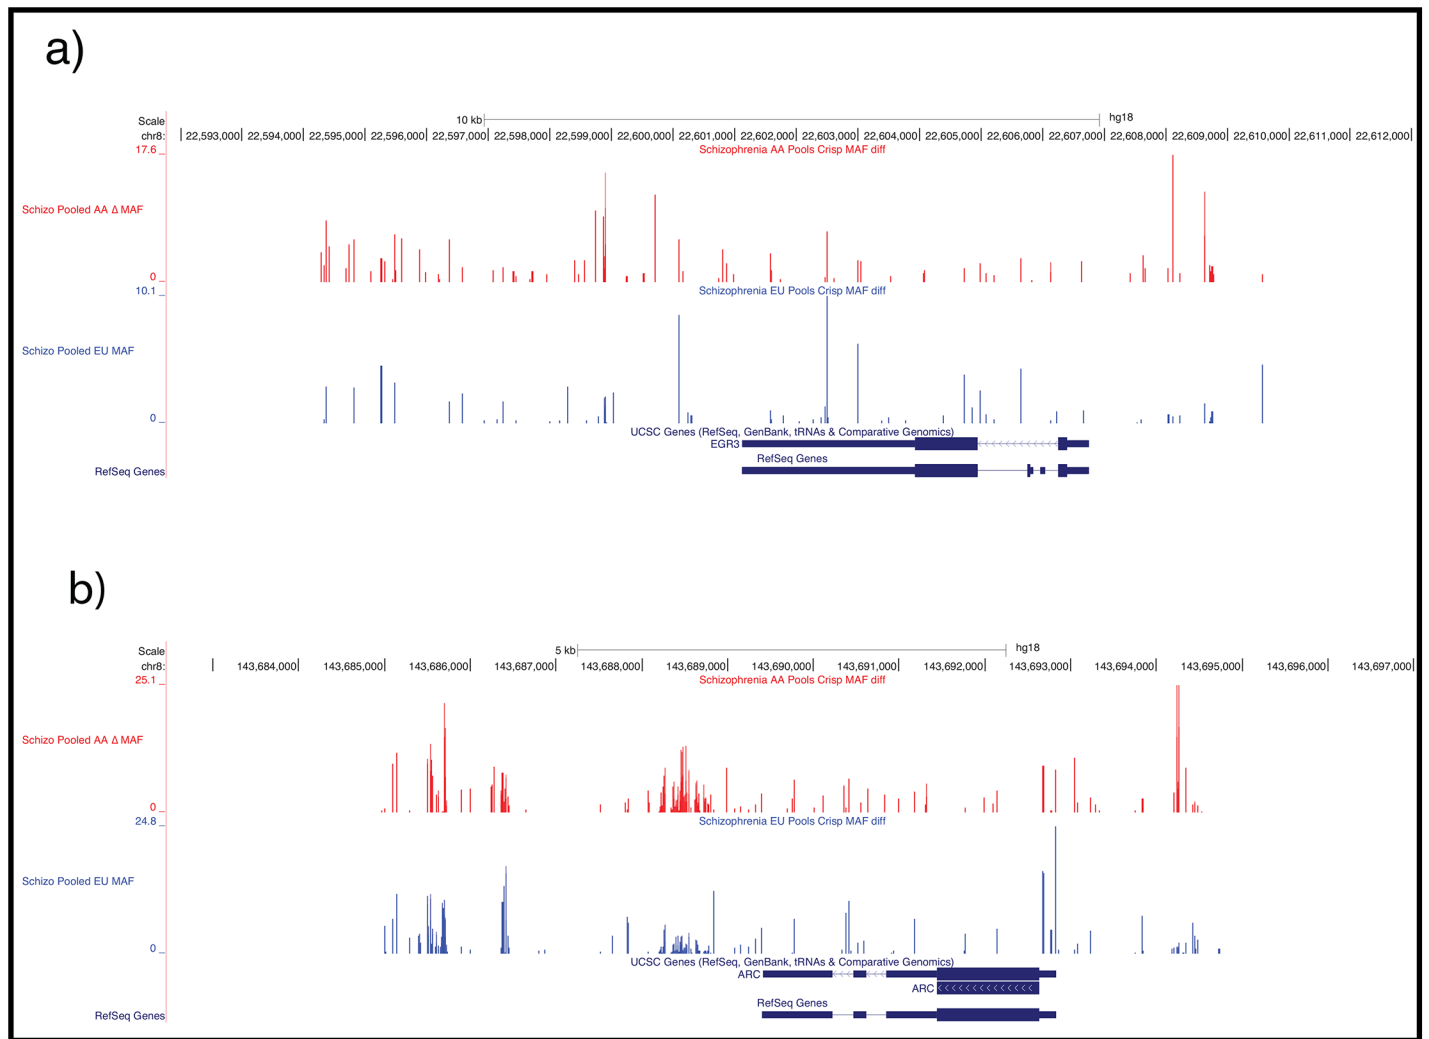 a)
Scale 10 kb hg18
chr8: 22,593,000 22,594,000 22,595,000 22,596,000 22,597,000 22,598,000 22,599,000 22,600,000 22,601,000 22,602,000 22,603,000 22,604,000 22,605,000 22,606,000 22,607,000 22,608,000 22,609,000 22,610,000 22,611,000 22,612,000
17.6 Schizophrenia AA Pools Crisp MAF diff
Schizo Pooled AA Δ MAF
0
10.1 Schizophrenia EU Pools Crisp MAF diff
Schizo Pooled EU MAF
0
UCSC Genes (RefSeq, GenBank, tRNAs & Comparative Genomics)
EGR3
RefSeq Genes
RefSeq Genes
b)
Scale 5 kb hg18
chr8: 143,684,000 143,685,000 143,686,000 143,687,000 143,688,000 143,689,000 143,690,000 143,691,000 143,692,000 143,693,000 143,694,000 143,695,000 143,696,000 143,697,000
25.1 Schizophrenia AA Pools Crisp MAF diff
Schizo Pooled AA Δ MAF
0
24.8 Schizophrenia EU Pools Crisp MAF diff
Schizo Pooled EU MAF
0
UCSC Genes (RefSeq, GenBank, tRNAs & Comparative Genomics)
ARC
ARC
RefSeq Genes
RefSeq Genes